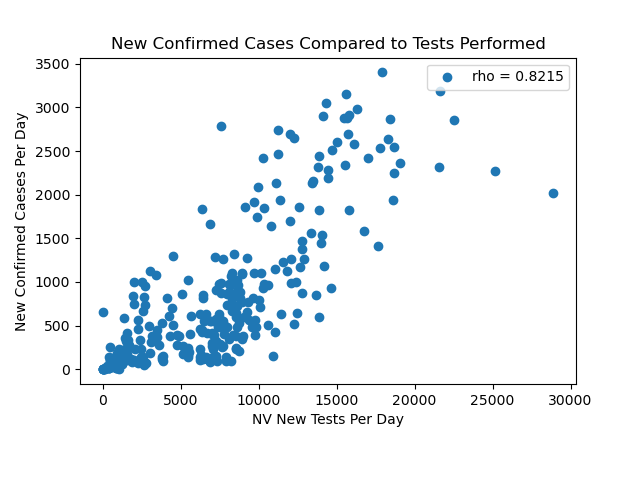 New Confirmed Cases Compared to Tests Performed
rho = 0.8215
3500
3000
2500
2000
1500
1000
500
0
New Confirmed Caeses Per Day
0 5000 10000 15000 20000 25000 30000
NV New Tests Per Day